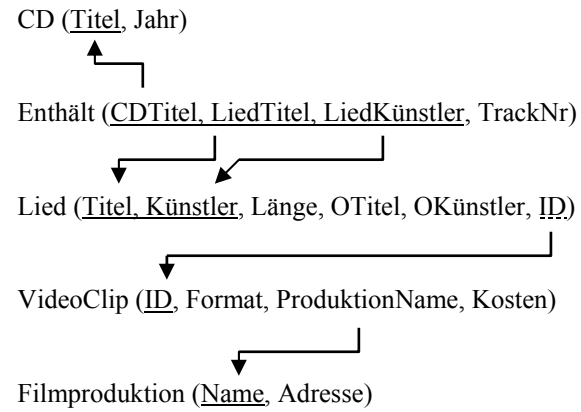 CD (Titel, Jahr)
Enthält (CDTitel, LiedTitel, LiedKünstler, TrackNr)
Lied (Titel, Künstler, Länge, OTitel, OKünstler, ID)
VideoClip (ID, Format, ProduktionName, Kosten)
Filmproduktion (Name, Adresse)